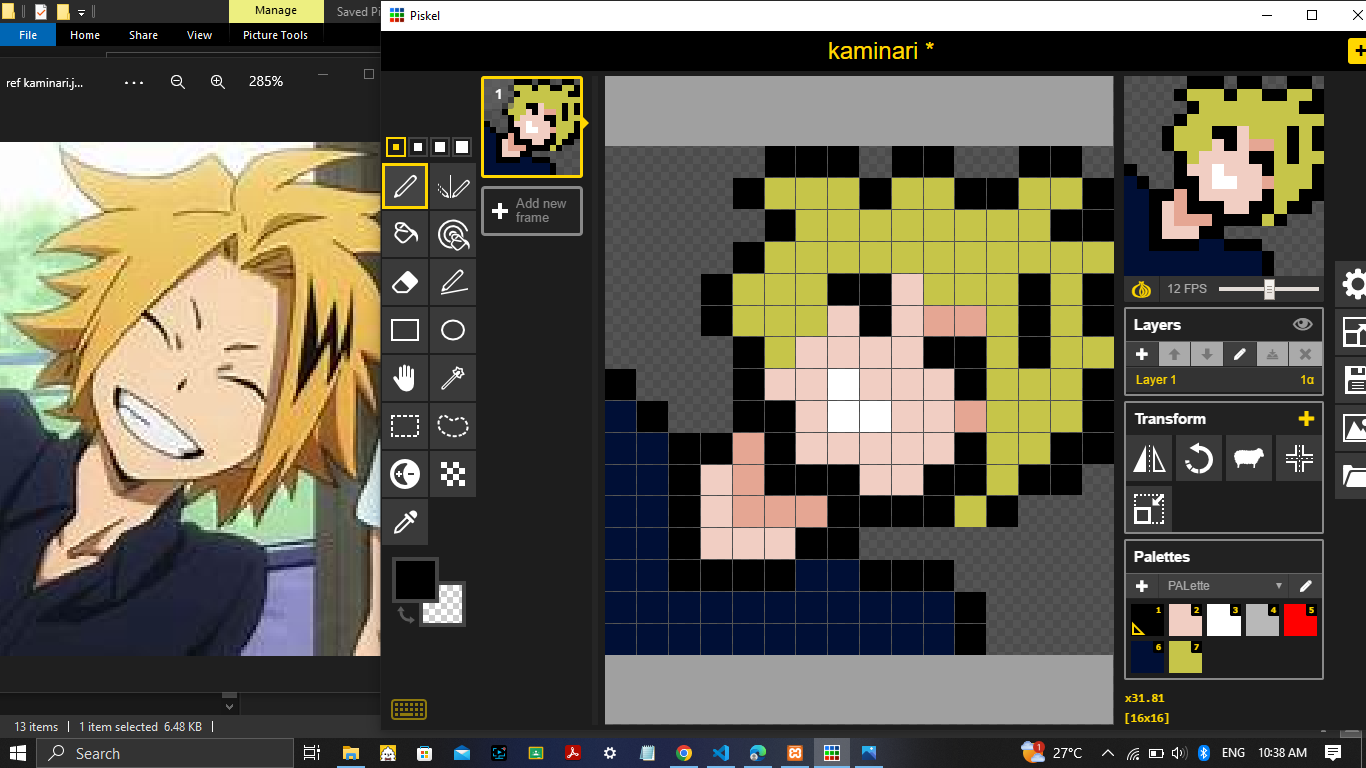 Manage
Saved Pi
File
Home
Share
View
Picture Tools
ref kaminari.j...
285%
13 items
1 item selected 6.48 KB
Piskel
kaminari *
1
Add new
frame
12 FPS
Layers
Layer 1
1α
Transform
Palettes
PALette
1
2
3
4
5
6
7
x31.81
[16x16]
Search
1
27°C
ENG
10:38 AM